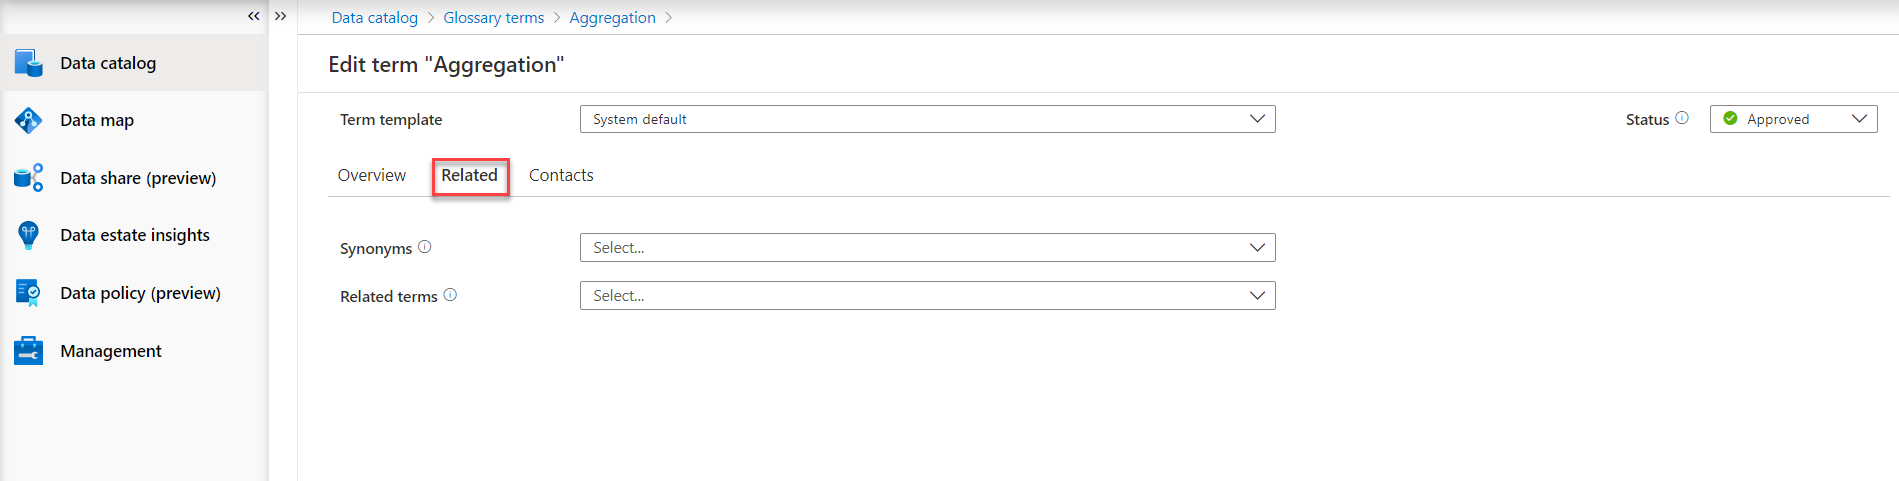 Data catalog > Glossary terms > Aggregation >
Data catalog
Data map
Data share (preview)
Data estate insights
Data policy (preview)
Management
Edit term "Aggregation"
Term template
System default
Status
Approved
Overview
Related
Contacts
Synonyms
Select...
Related terms
Select...